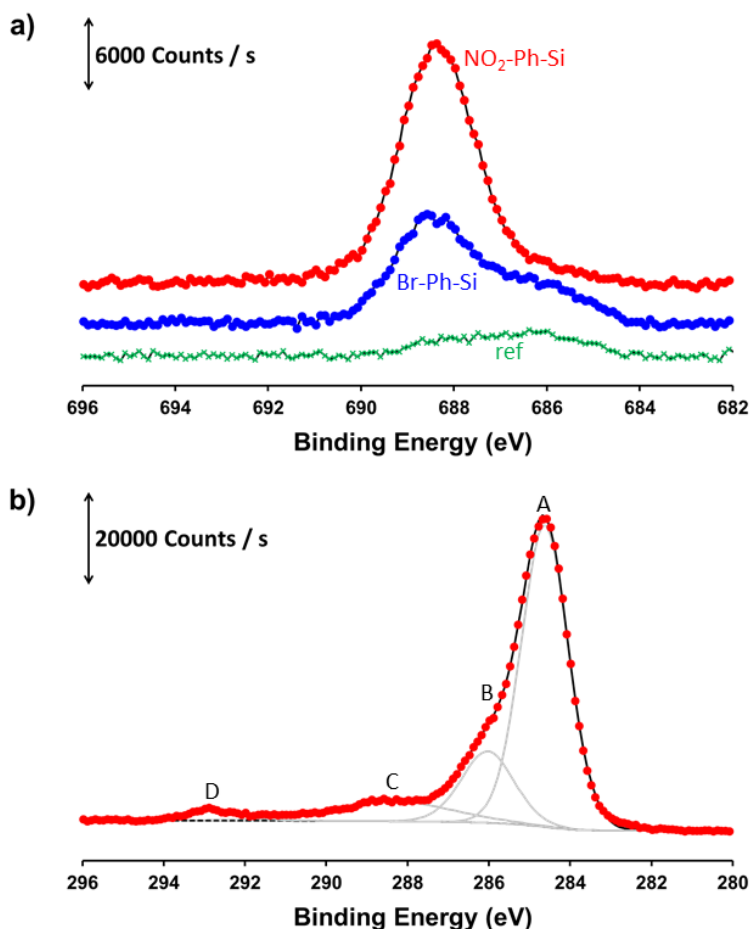 a)
6000 Counts / s
NO₂-Ph-Si
Br-Ph-Si
ref
696 694 692 690 688 686 684 682
Binding Energy (eV)
b)
20000 Counts / s
A
B
C
D
296 294 292 290 288 286 284 282 280
Binding Energy (eV)